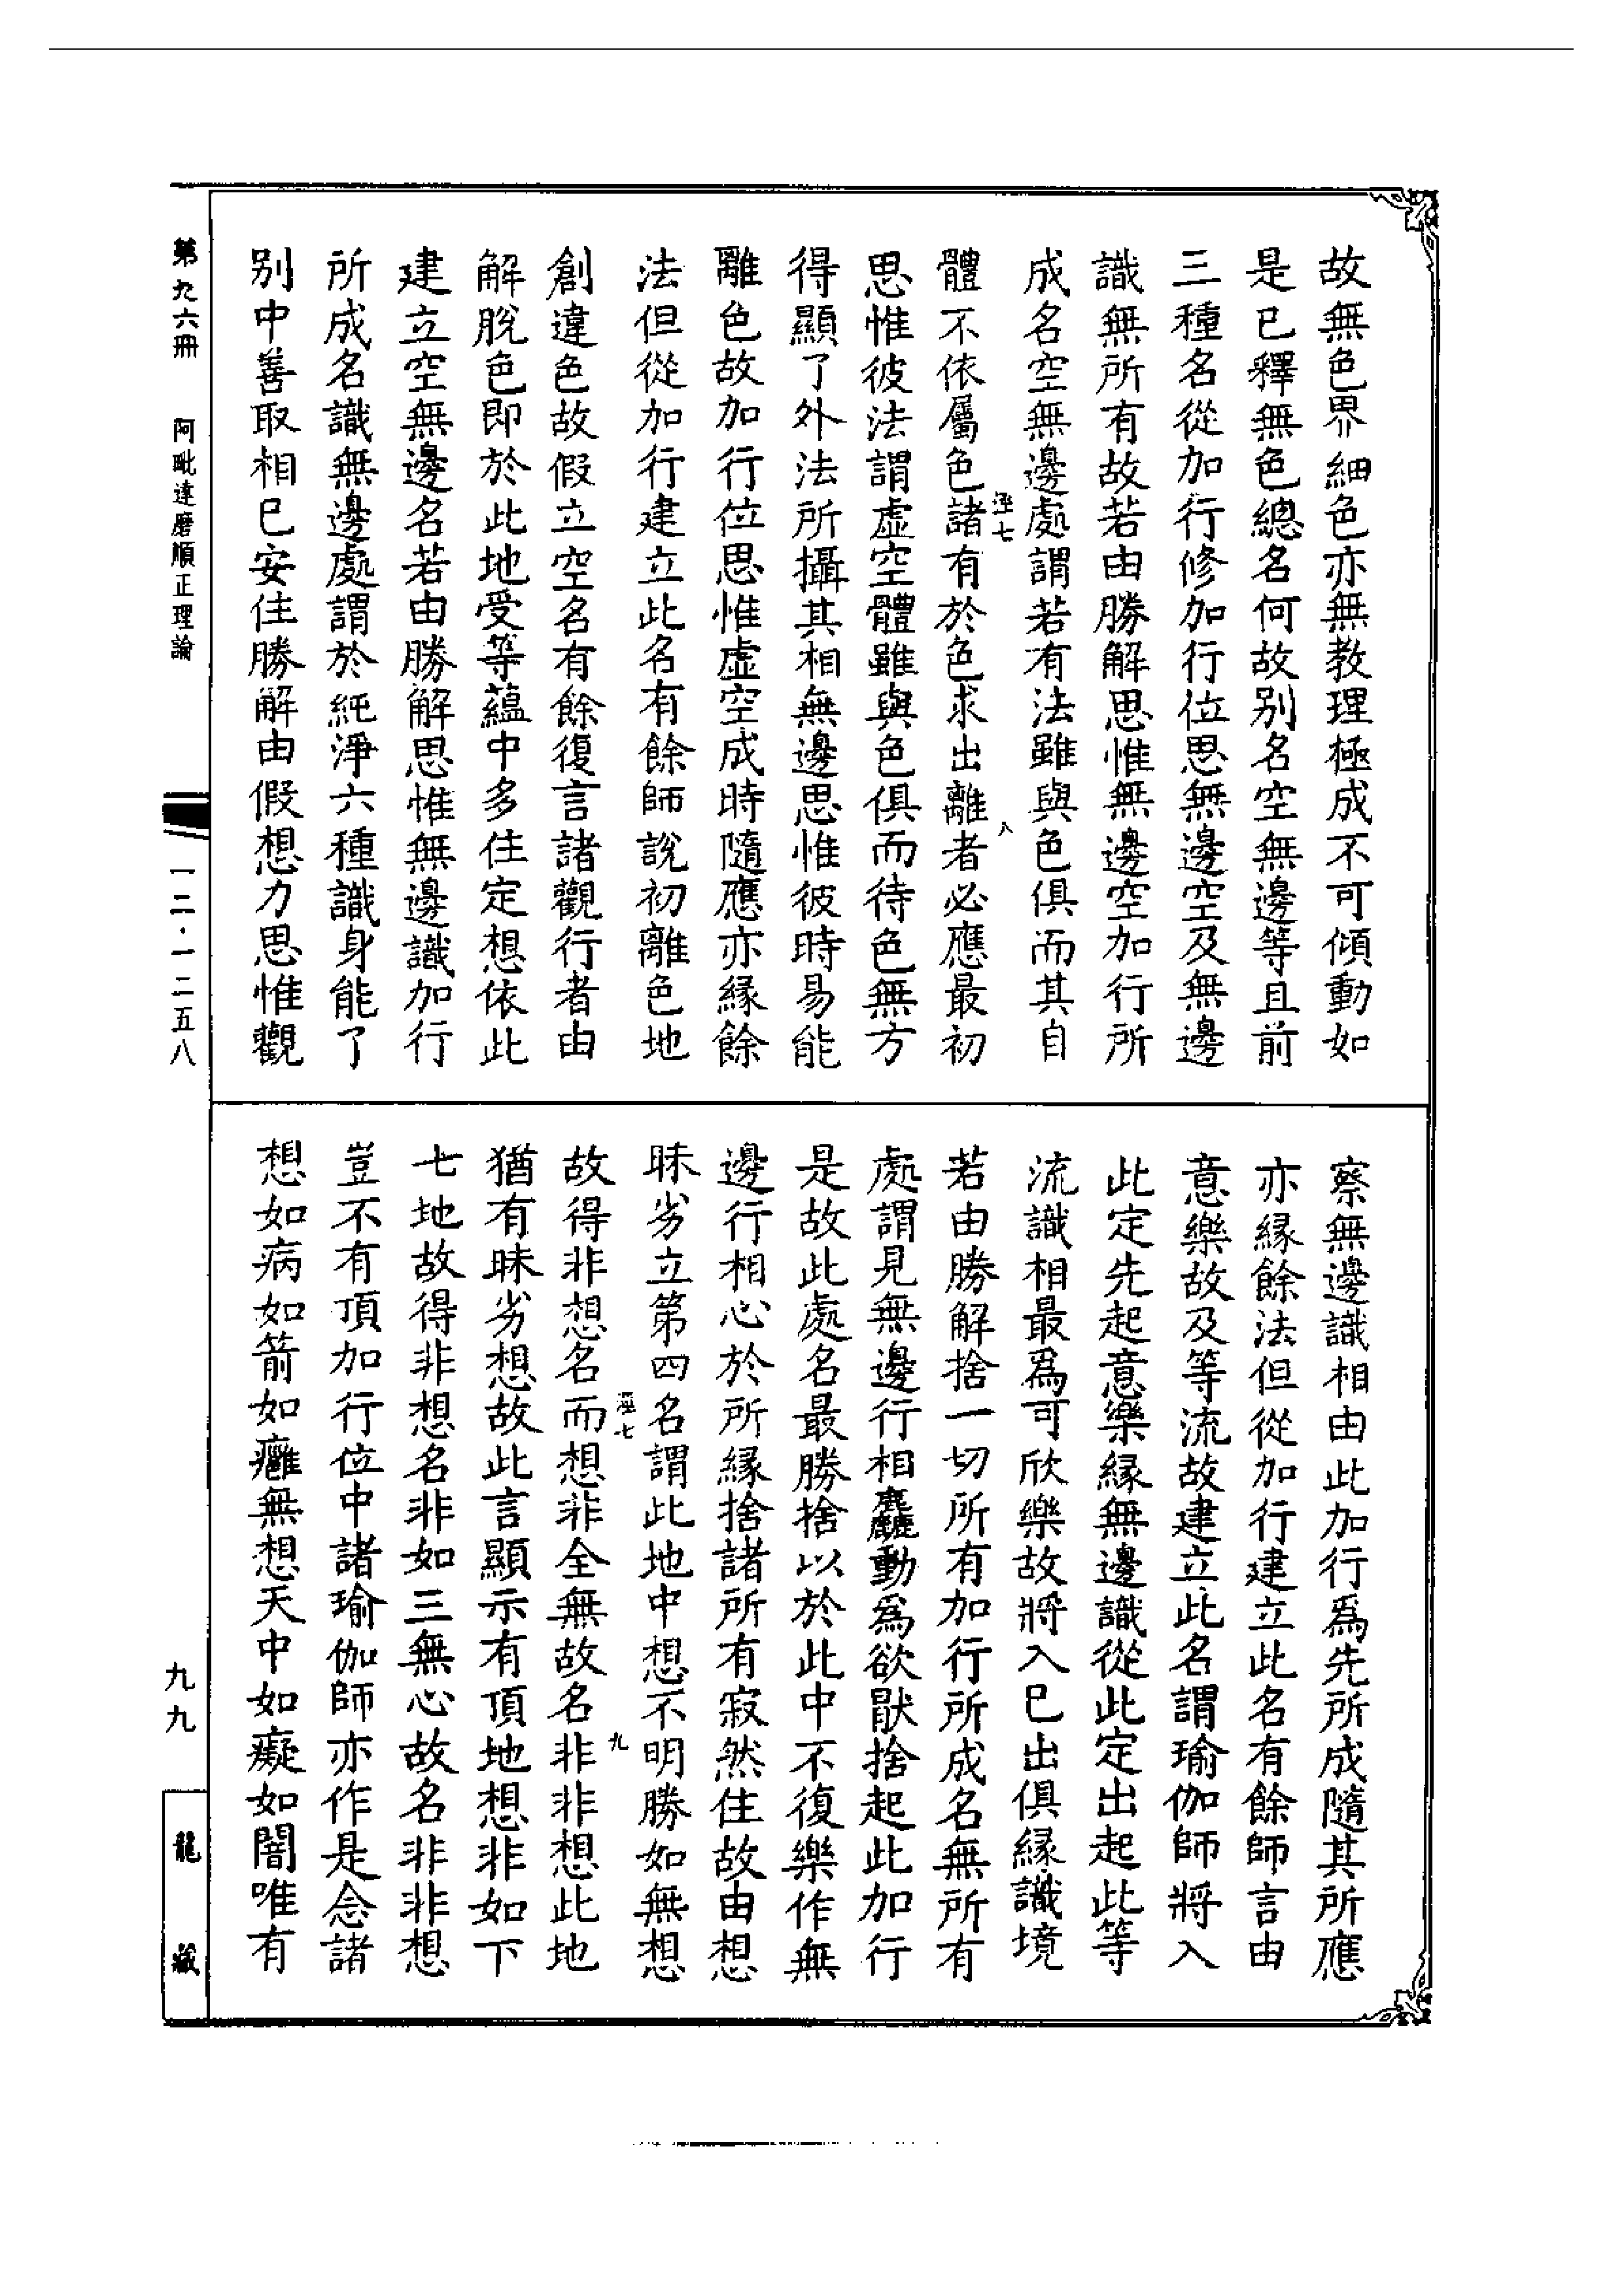 故無色界細色亦無教理極成不可傾動如
是已釋無色總名何故別名空無邊等且前
三種名從加行修加行位思無邊空及無邊
識無所有故若由勝解思惟無邊空加行所
成名空無邊處謂若有法雖與色俱而其自
體不依屬色諸有於色求出離者必應最初
思惟彼法謂虛空體雖與色俱而待色無方
得顯了外法所攝其相無邊思惟彼時易能
離色故加行位思惟虛空成時隨應亦緣餘
法但從加行建立此名有餘師說初離色地
創違色故假立空名有餘復言諸觀行者由
解脫色即於此地受等蘊中多住定想依此
建立空無邊名若由勝解思惟無邊識加行
所成名識無邊處謂於純淨六種識身能了
別中善取相已安住勝解由假想力思惟觀
察無邊識相由此加行爲先所成隨其所應
亦緣餘法但從加行建立此名有餘師言由
意樂故及等流故建立此名謂瑜伽師將入
此定先起意樂緣無邊識從此定出起此等
流識相最爲可欣樂故將入已出俱緣識境
若由勝解捨一切所有加行所成名無所有
處謂見無邊行相麤動爲欲猒捨起此加行
是故此處名最勝捨以於此中不復樂作無
邊行相心於所緣捨諸所有寂然住故由想
昧劣立第四名謂此地中想不明勝如無想
故得非想名而想非全無故名非非想此地
猶有昧劣想故此言顯示有頂地想非如下
七地故得非想名非如三無心故名非非想
豈不有頂加行位中諸瑜伽師亦作是念諸
想如病如箭如癰無想天中如癡如闇唯有
第九六冊 阿毗達磨順正理論
一二·一二五八
九九
龍藏
八
九